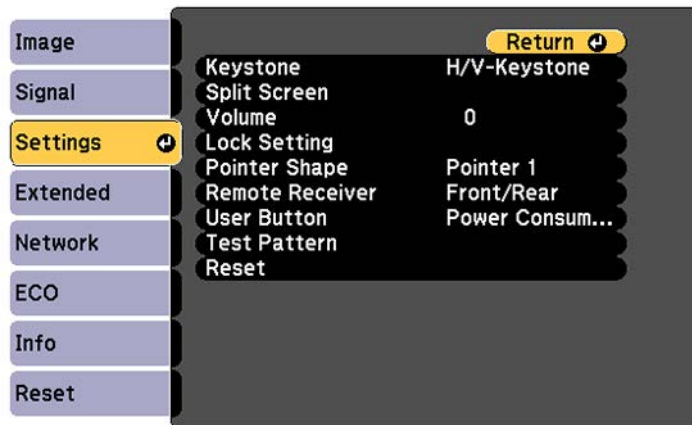 Image
Signal
Settings
Extended
Network
ECO
Info
Reset
Return
Keystone H/V-Keystone
Split Screen
Volume 0
Lock Setting
Pointer Shape Pointer 1
Remote Receiver Front/Rear
User Button Power Consum...
Test Pattern
Reset